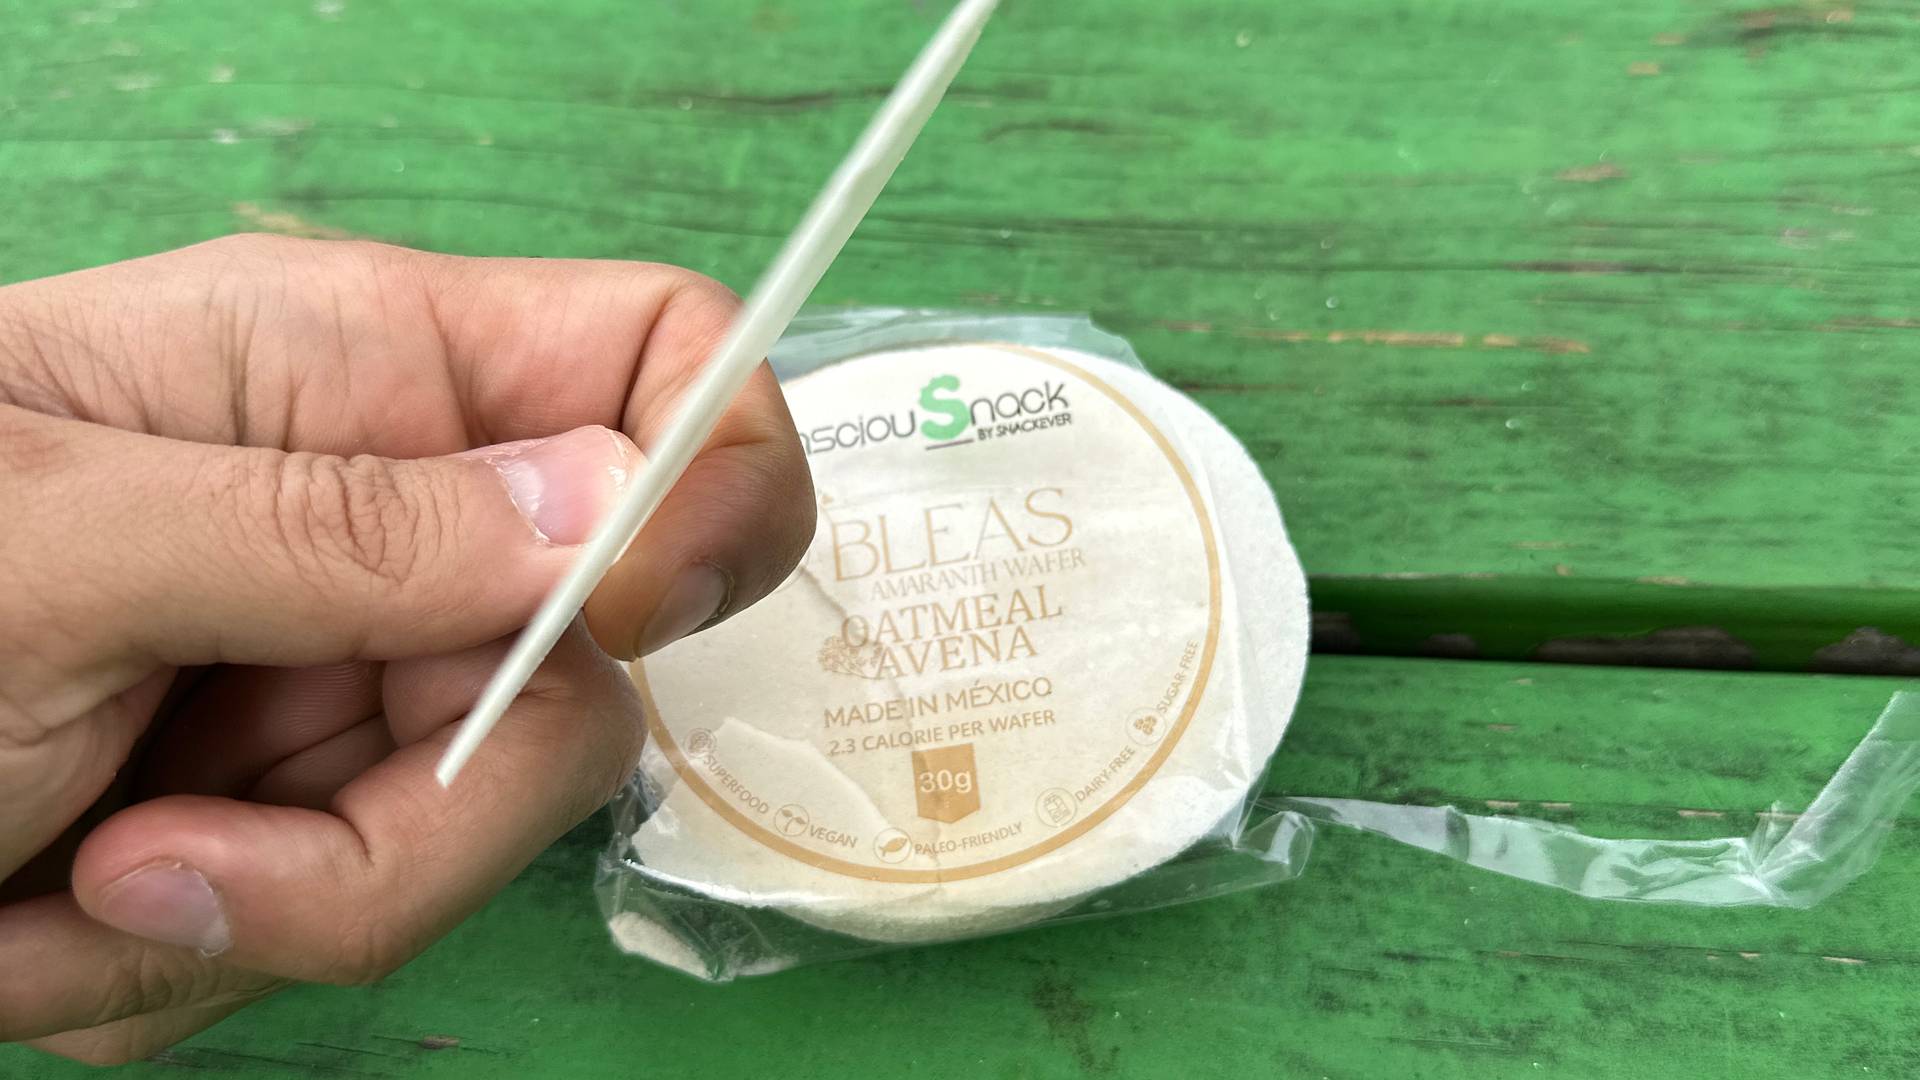 nsciouSnack
BY SNACKEVER
BLEAS
AMARANTH WAFER
OATMEAL
AVENA
MADE IN MÉXICO
2.3 CALORIE PER WAFER
30g
SUPERFOOD
VEGAN
PALEO-FRIENDLY
DAIRY-FREE
SUGAR-FREE